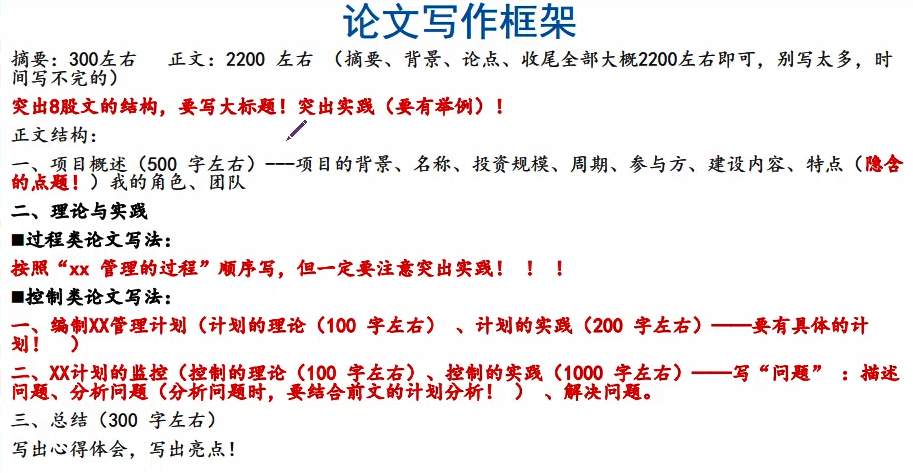 论文写作框架
摘要：300左右 正文：2200 左右 （摘要、背景、论点、收尾全部大概2200左右即可，别写太多，时
间写不完的）
突出8股文的结构，要写大标题！突出实践（要有举例）！
正文结构：
一、项目概述（500 字左右）---项目的背景、名称、投资规模、周期、参与方、建设内容、特点（隐含
的点题！）我的角色、团队
二、理论与实践
■过程类论文写法：
按照“xx 管理的过程”顺序写，但一定要注意突出实践！ ！ ！
■控制类论文写法：
一、编制XX管理计划（计划的理论（100 字左右） 、计划的实践（200 字左右）——要有具体的计
划！ ）
二、XX计划的监控（控制的理论（100 字左右）、控制的实践（1000 字左右）——写“问题” ：描述
问题、分析问题（分析问题时，要结合前文的计划分析！ ） 、解决问题。
三、总结（300 字左右）
写出心得体会，写出亮点！